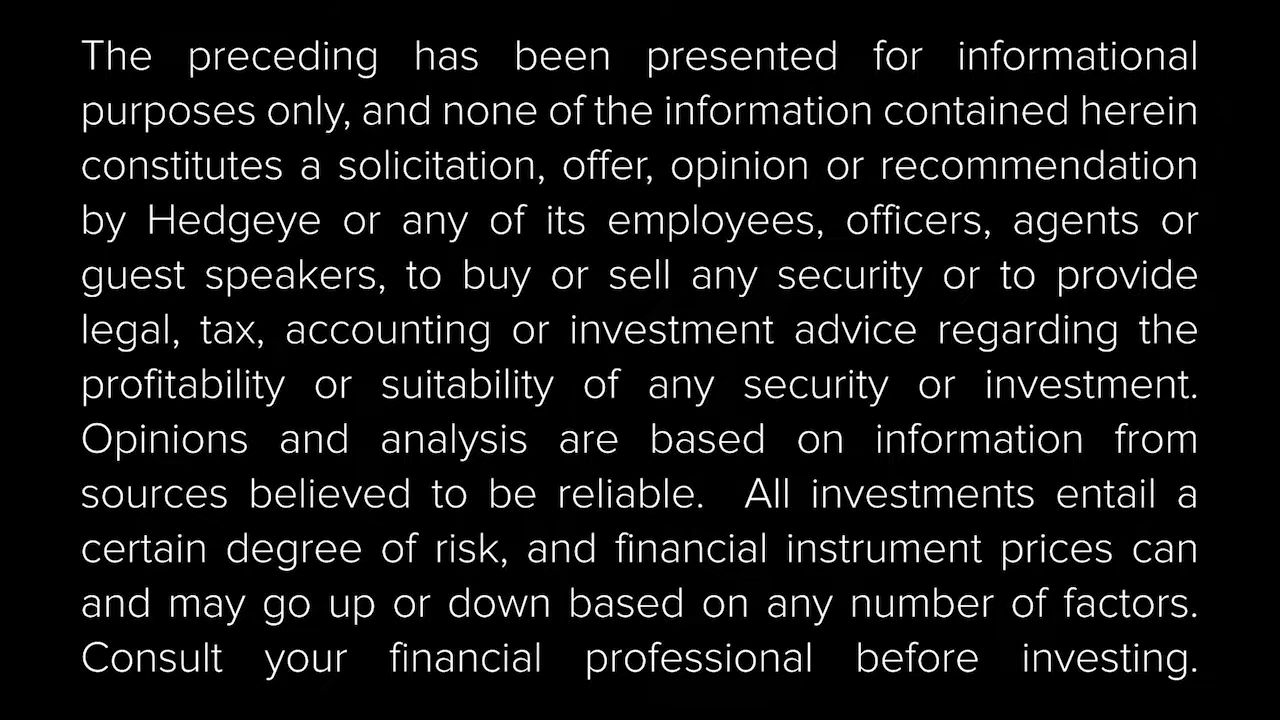 The preceding has been presented for informational
purposes only, and none of the information contained herein
constitutes a solicitation, offer, opinion or recommendation
by Hedgeye or any of its employees, officers, agents or
guest speakers, to buy or sell any security or to provide
legal, tax, accounting or investment advice regarding the
profitability or suitability of any security or investment.
Opinions and analysis are based on information from
sources believed to be reliable.  All investments entail a
certain degree of risk, and financial instrument prices can
and may go up or down based on any number of factors.
Consult your financial professional before investing.